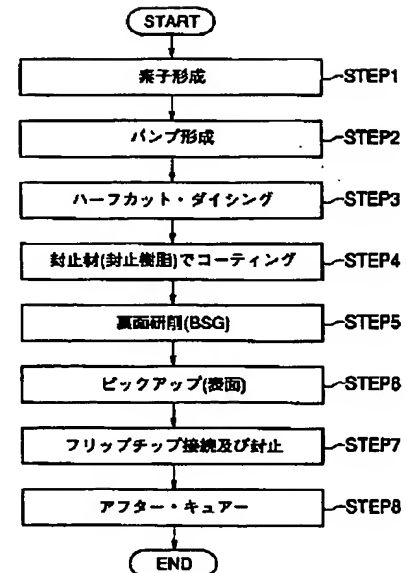 START
素子形成
STEP1
バンプ形成
STEP2
ハーフカット・ダイシング
STEP3
封止材(封止樹脂)でコーティング
STEP4
裏面研削(BSG)
STEP5
ピックアップ(表面)
STEP6
フリップチップ接続及び封止
STEP7
アフター・キュアー
STEP8
END